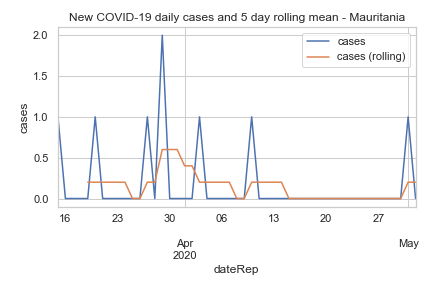 New COVID-19 daily cases and 5 day rolling mean - Mauritania
cases
cases (rolling)
cases
2.0
1.5
1.0
0.5
0.0
16 23 30 06 13 20 27
Apr May
2020
dateRep